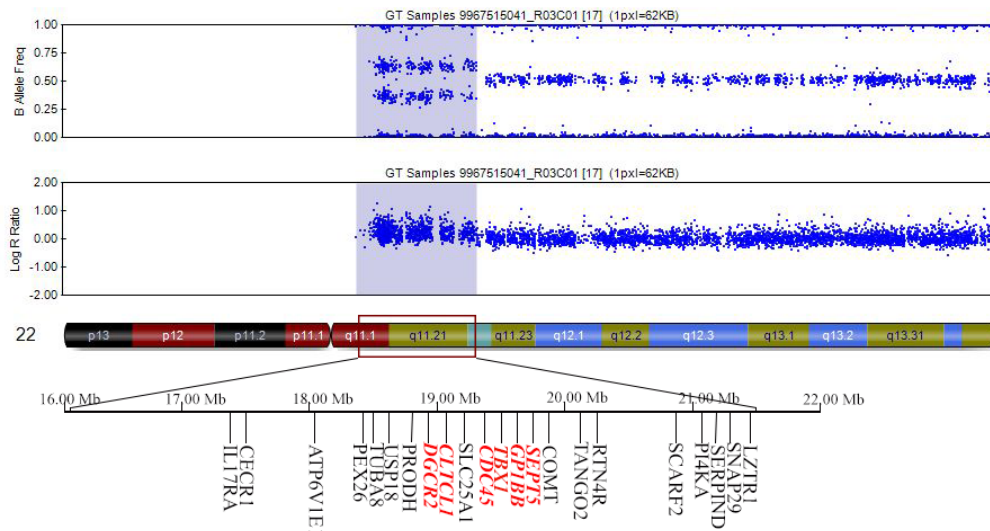 GT Samples 9967515041_R03C01 [17] (1pxl=62KB)
B Allele Freq
1.00
0.75
0.50
0.25
0.00
GT Samples 9967515041_R03C01 [17] (1pxl=62KB)
Log R Ratio
2.00
1.00
0.00
-1.00
-2.00
22
p13 p12 p11.2 p11.1 q11.1 q11.21 q11.23 q12.1 q12.2 q12.3 q13.1 q13.2 q13.31
16.00 Mb 17.00 Mb 18.00 Mb 19.00 Mb 20.00 Mb 21.00 Mb 22.00 Mb
IL17RA
CECR1
ATP6V1E
PEX26
TUBA8
USP18
PRODH
DGCR2
CLTCL1
SLC25A1
CDC45
TBX1
GP1BB
SEPT5
COMT
TANGO2
RTN4R
SCARF2
PI4KA
SERPIND
SNAP29
LZTR1